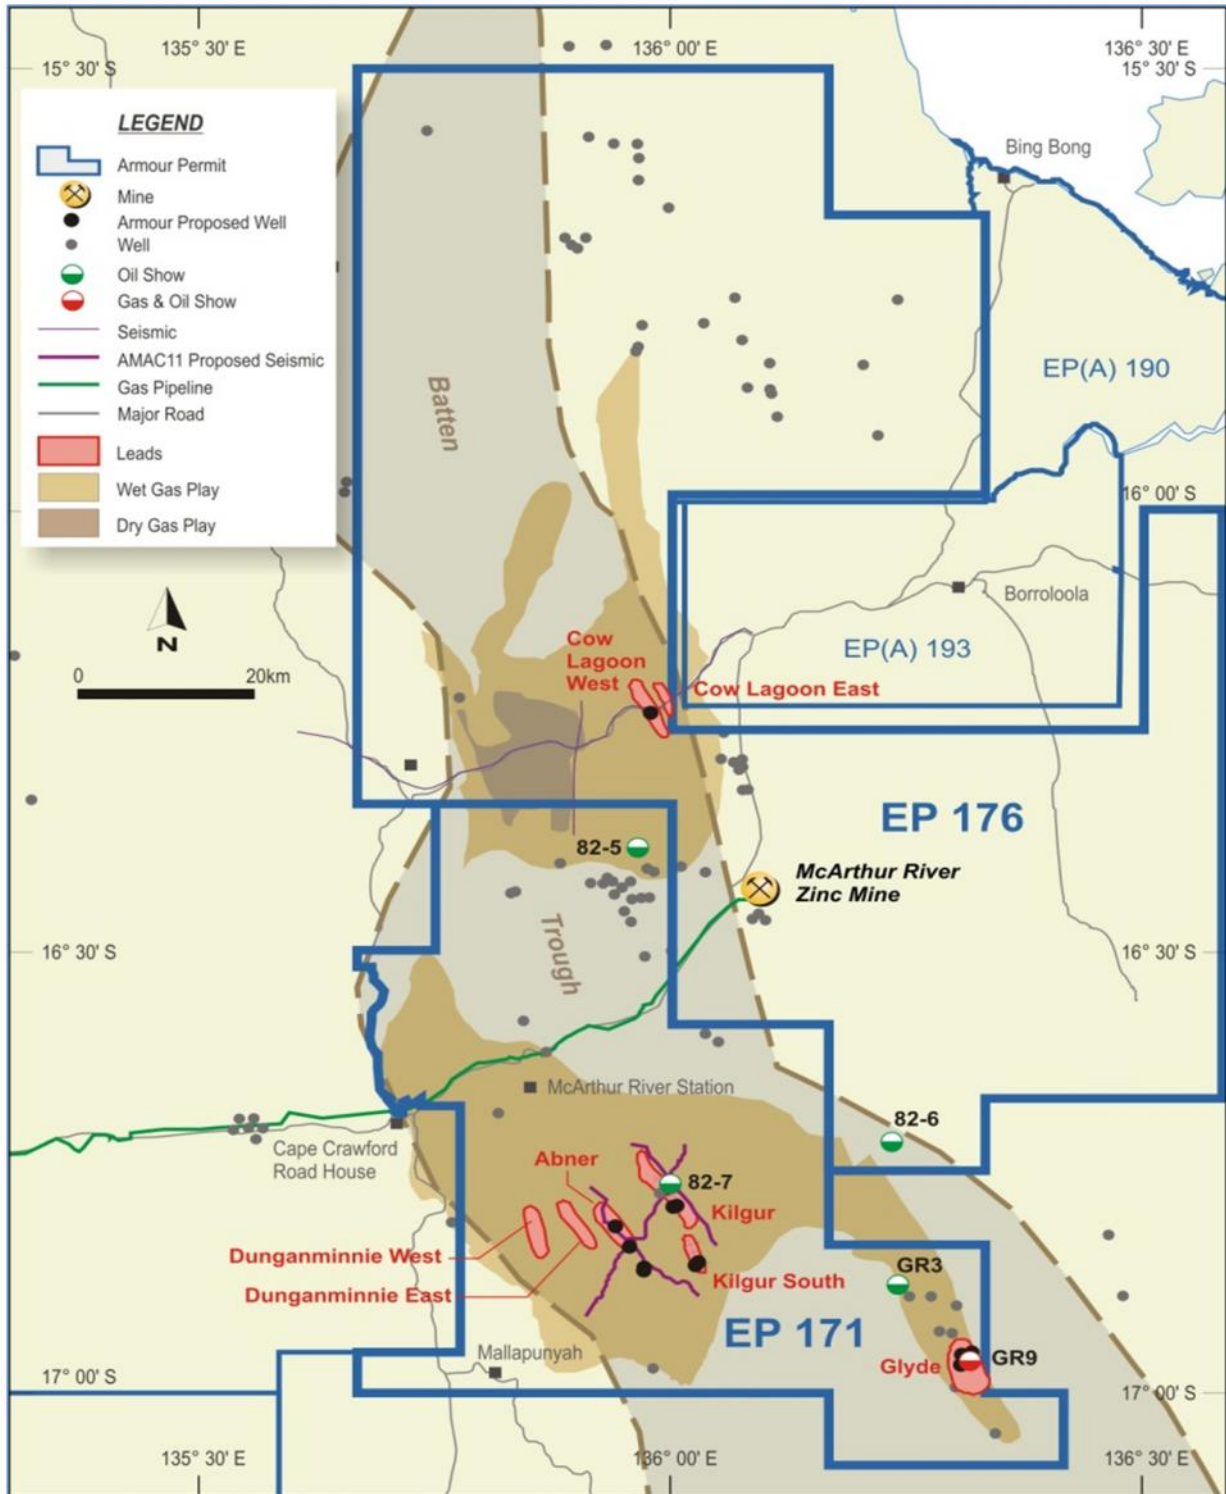 135° 30' E
136° 00' E
136° 30' E
15° 30' S
15° 30' S
LEGEND
Armour Permit
Mine
Armour Proposed Well
Well
Oil Show
Gas & Oil Show
Seismic
AMAC11 Proposed Seismic
Gas Pipeline
Major Road
Leads
Wet Gas Play
Dry Gas Play
Bing Bong
EP(A) 190
Batten
16° 00' S
Borroloola
N
0
20km
EP(A) 193
Cow
Lagoon
West
Cow Lagoon East
EP 176
82-5
McArthur River
Zinc Mine
Trough
16° 30' S
16° 30' S
McArthur River Station
Cape Crawford
Road House
82-6
Abner
82-7
Kilgur
Dunganminnie West
Dunganminnie East
Kilgur South
GR3
EP 171
Mallapunyah
Glyde
GR9
17° 00' S
17° 00' S
135° 30' E
136° 00' E
136° 30' E